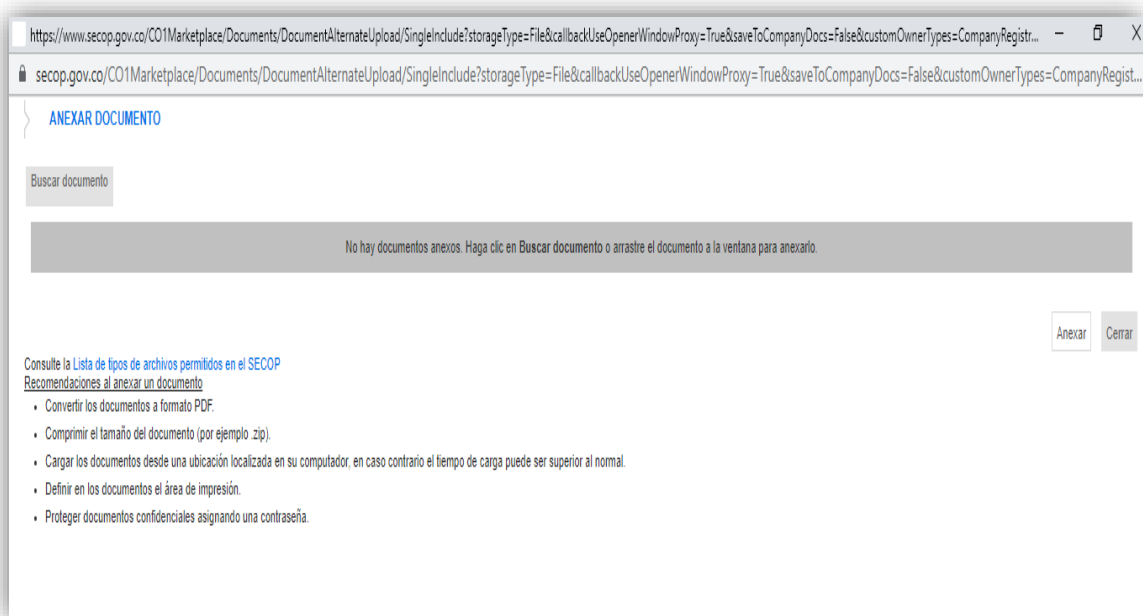 https://www.secop.gov.co/CO1Marketplace/Documents/DocumentAlternateUpload/SingleInclude?storageType=File&callbackUseOpenerWindowProxy=True&saveToCompanyDocs=False&customOwnerTypes=CompanyRegistr...
secop.gov.co/CO1Marketplace/Documents/DocumentAlternateUpload/SingleInclude?storageType=File&callbackUseOpenerWindowProxy=True&saveToCompanyDocs=False&customOwnerTypes=CompanyRegist...
ANEXAR DOCUMENTO
Buscar documento
No hay documentos anexos. Haga clic en Buscar documento o arrastre el documento a la ventana para anexarlo.
Anexar Cerrar
Consulte la Lista de tipos de archivos permitidos en el SECOP
Recomendaciones al anexar un documento
• Convertir los documentos a formato PDF.
• Comprimir el tamaño del documento (por ejemplo .zip).
• Cargar los documentos desde una ubicación localizada en su computador, en caso contrario el tiempo de carga puede ser superior al normal.
• Definir en los documentos el área de impresión.
• Proteger documentos confidenciales asignando una contraseña.